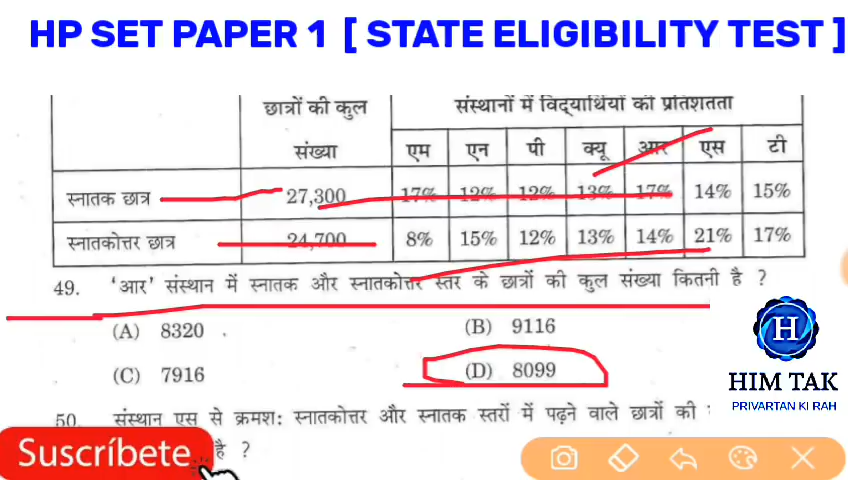 HP SET PAPER 1 [ STATE ELIGIBILITY TEST ]
छात्रों की कुल संख्या संस्थानों में विद्यार्थियों की प्रतिशतता
एम एन पी क्यू आर एस टी
स्नातक छात्र 27,300 17% 12% 12% 13% 17% 14% 15%
स्नातकोत्तर छात्र 24,700 8% 15% 12% 13% 14% 21% 17%
49. 'आर' संस्थान में स्नातक और स्नातकोत्तर स्तर के छात्रों की कुल संख्या कितनी है ?
(A) 8320 (B) 9116
(C) 7916 (D) 8099
50. संस्थान एस से क्रमश: स्नातकोत्तर और स्नातक स्तरों में पढ़ने वाले छात्रों की
है ?
H
HIM TAK
PRIVARTAN KI RAH
Suscríbete